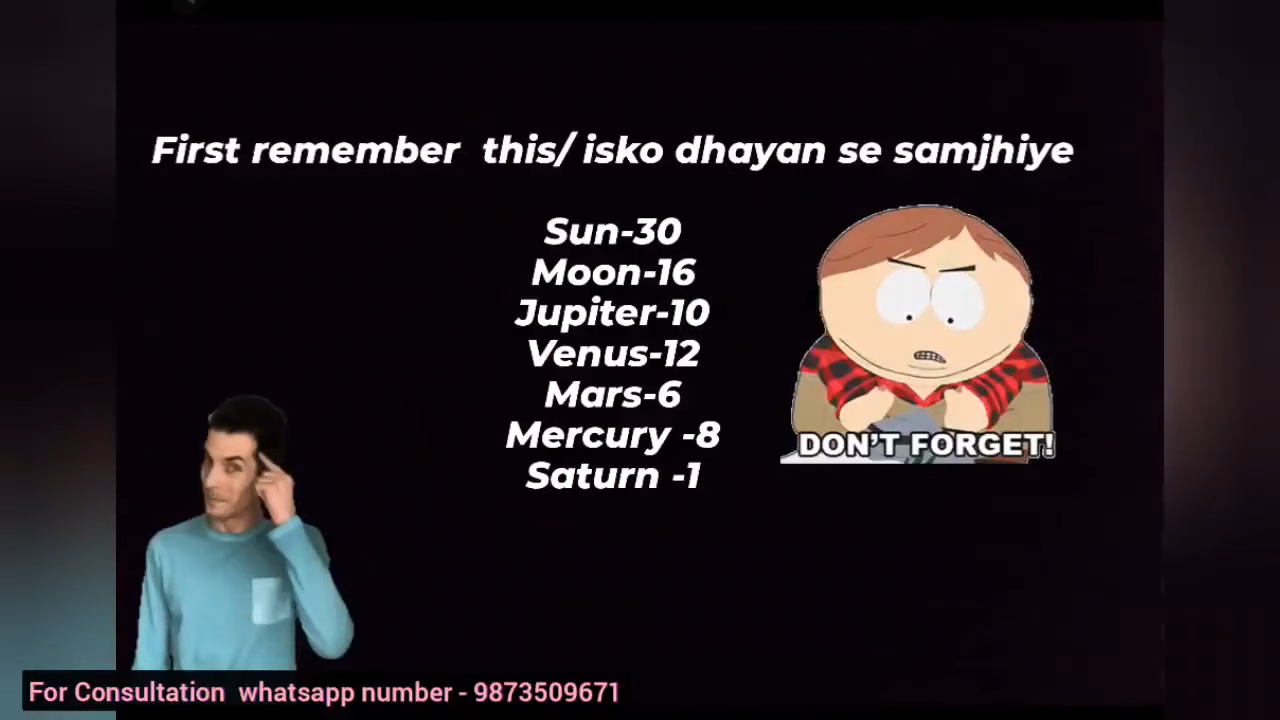 First remember  this/ isko dhayan se samjhiye
Sun-30
Moon-16
Jupiter-10
Venus-12
Mars-6
Mercury -8
Saturn -1
DON'T FORGET!
For Consultation  whatsapp number - 9873509671